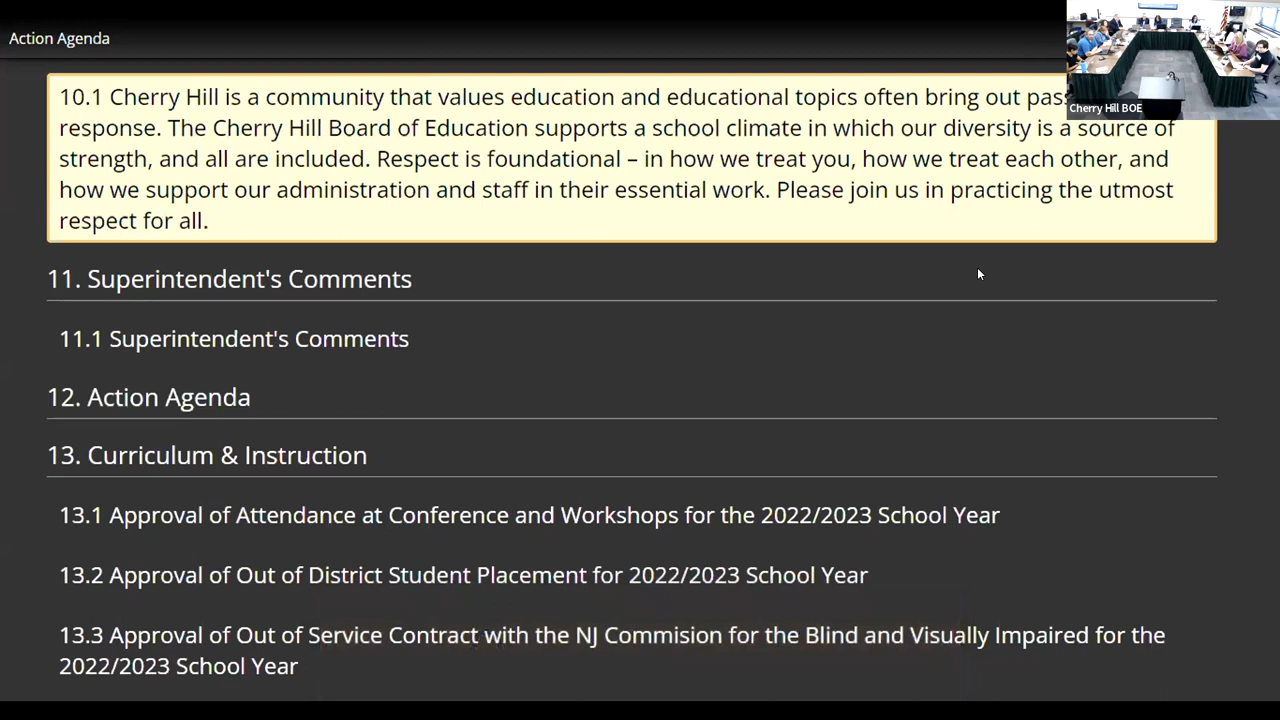 Action Agenda
Cherry Hill BOE
10.1 Cherry Hill is a community that values education and educational topics often bring out
response. The Cherry Hill Board of Education supports a school climate in which our diversity is a source of
strength, and all are included. Respect is foundational – in how we treat you, how we treat each other, and
how we support our administration and staff in their essential work. Please join us in practicing the utmost
respect for all.
11. Superintendent's Comments
11.1 Superintendent's Comments
12. Action Agenda
13. Curriculum & Instruction
13.1 Approval of Attendance at Conference and Workshops for the 2022/2023 School Year
13.2 Approval of Out of District Student Placement for 2022/2023 School Year
13.3 Approval of Out of Service Contract with the NJ Commision for the Blind and Visually Impaired for the
2022/2023 School Year